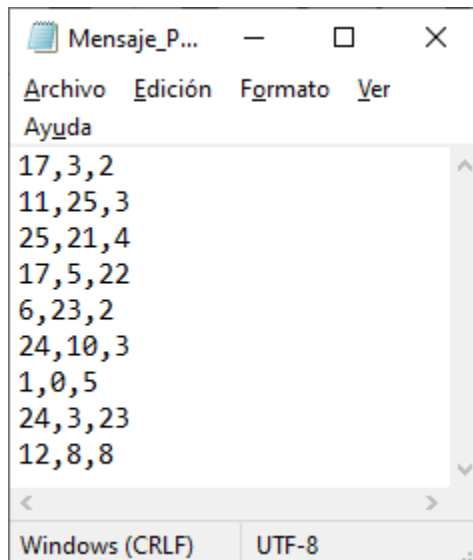 Mensaje_P...
Archivo Edición Formato Ver
Ayuda
17,3,2
11,25,3
25,21,4
17,5,22
6,23,2
24,10,3
1,0,5
24,3,23
12,8,8
Windows (CRLF) UTF-8